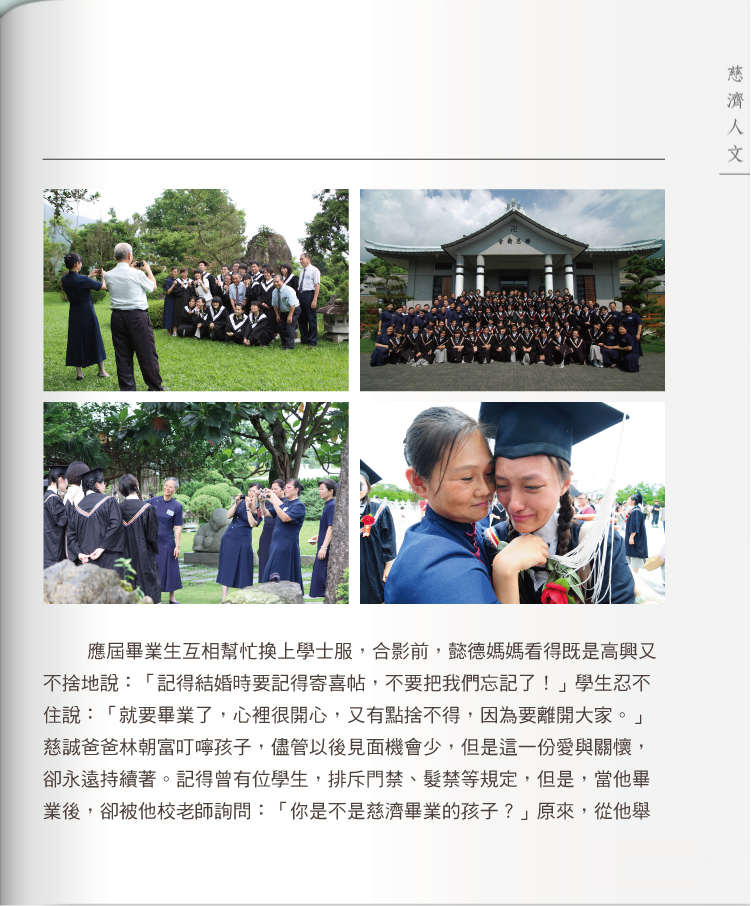 慈濟人文
應屆畢業生互相幫忙換上學士服，合影前，懿德媽媽看得既是高興又
不捨地說：「記得結婚時要記得寄喜帖，不要把我們忘記了！」學生忍不
住說：「就要畢業了，心裡很開心，又有點捨不得，因為要離開大家。」
慈誠爸爸林朝富叮嚀孩子，儘管以後見面機會少，但是這一份愛與關懷，
卻永遠持續著。記得曾有位學生，排斥門禁、髮禁等規定，但是，當他畢
業後，卻被他校老師詢問：「你是不是慈濟畢業的孩子？」原來，從他舉